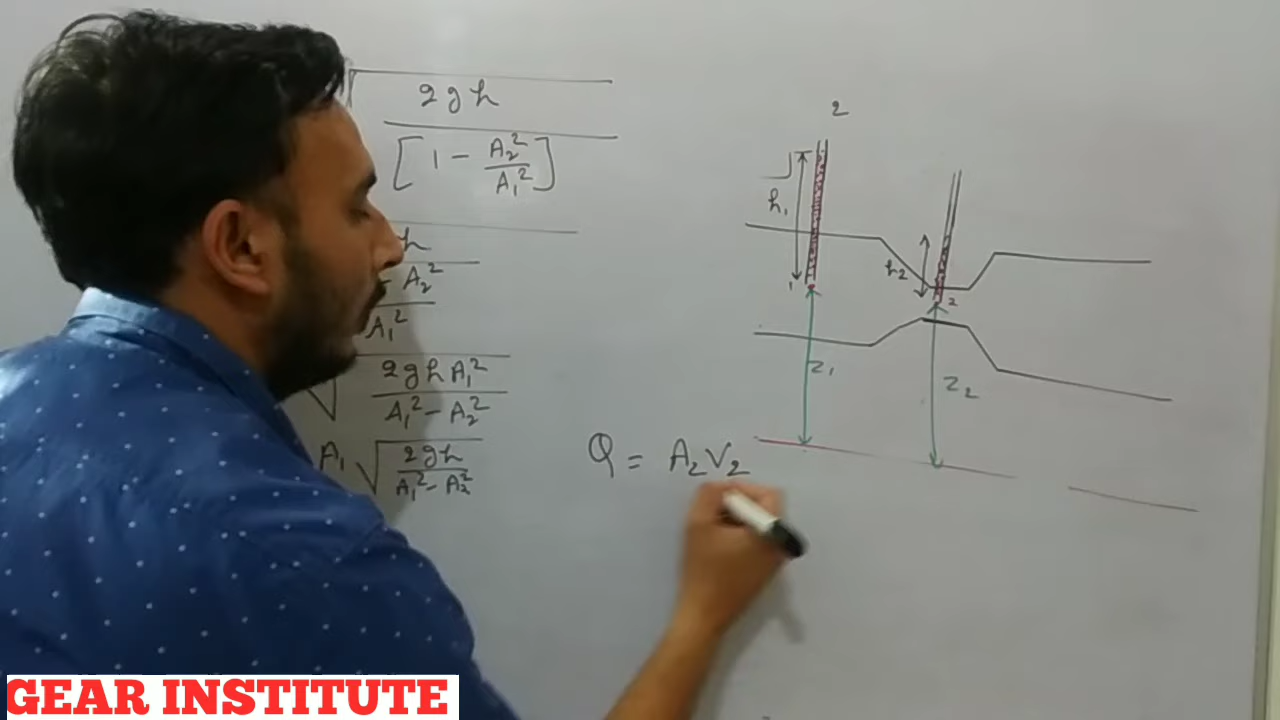 √2gh / [1 - A₂²/A₁²]
h
- A₂²
A₁²
√2ghA₁² / A₁² - A₂²
A₁ √2gh / A₁² - A₂²
Q = A₂V₂
2
h₁
h₂
1
2
Z₁
Z₂
GEAR INSTITUTE